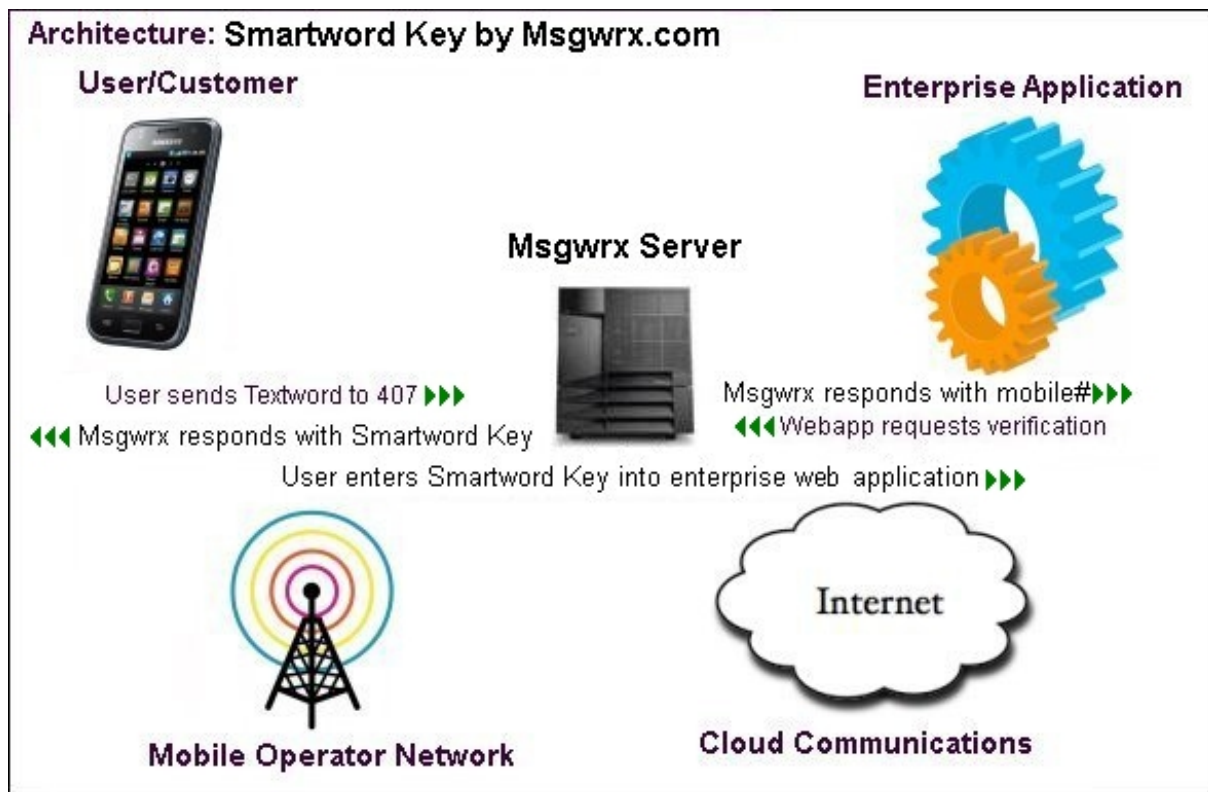 Architecture: Smartword Key by Msgwrx.com
User/Customer
Enterprise Application
Msgwrx Server
User sends Textword to 407
Msgwrx responds with Smartword Key
Msgwrx responds with mobile#
Webapp requests verification
User enters Smartword Key into enterprise web application
Internet
Mobile Operator Network
Cloud Communications